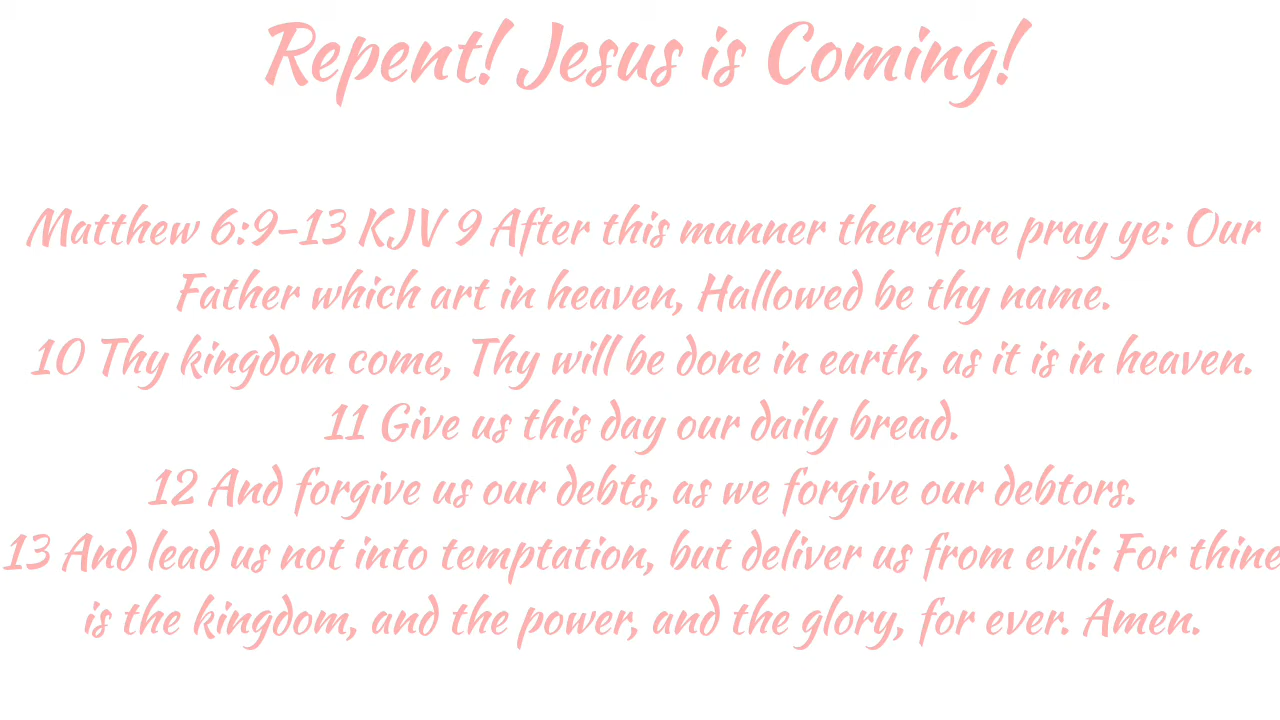 Repent! Jesus is Coming!
Matthew 6:9-13 KJV 9 After this manner therefore pray ye: Our
Father which art in heaven, Hallowed be thy name.
10 Thy kingdom come, Thy will be done in earth, as it is in heaven.
11 Give us this day our daily bread.
12 And forgive us our debts, as we forgive our debtors.
13 And lead us not into temptation, but deliver us from evil: For thine
is the kingdom, and the power, and the glory, for ever. Amen.